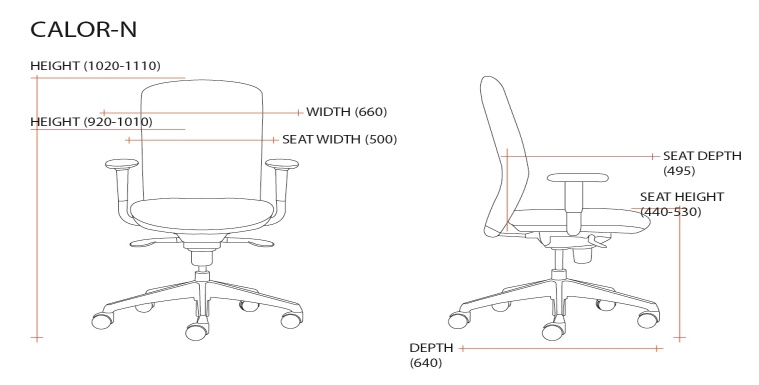 CALOR-N
HEIGHT (1020-1110)
WIDTH (660)
HEIGHT (920-1010)
SEAT WIDTH (500)
SEAT DEPTH
(495)
SEAT HEIGHT
(440-530)
DEPTH
(640)